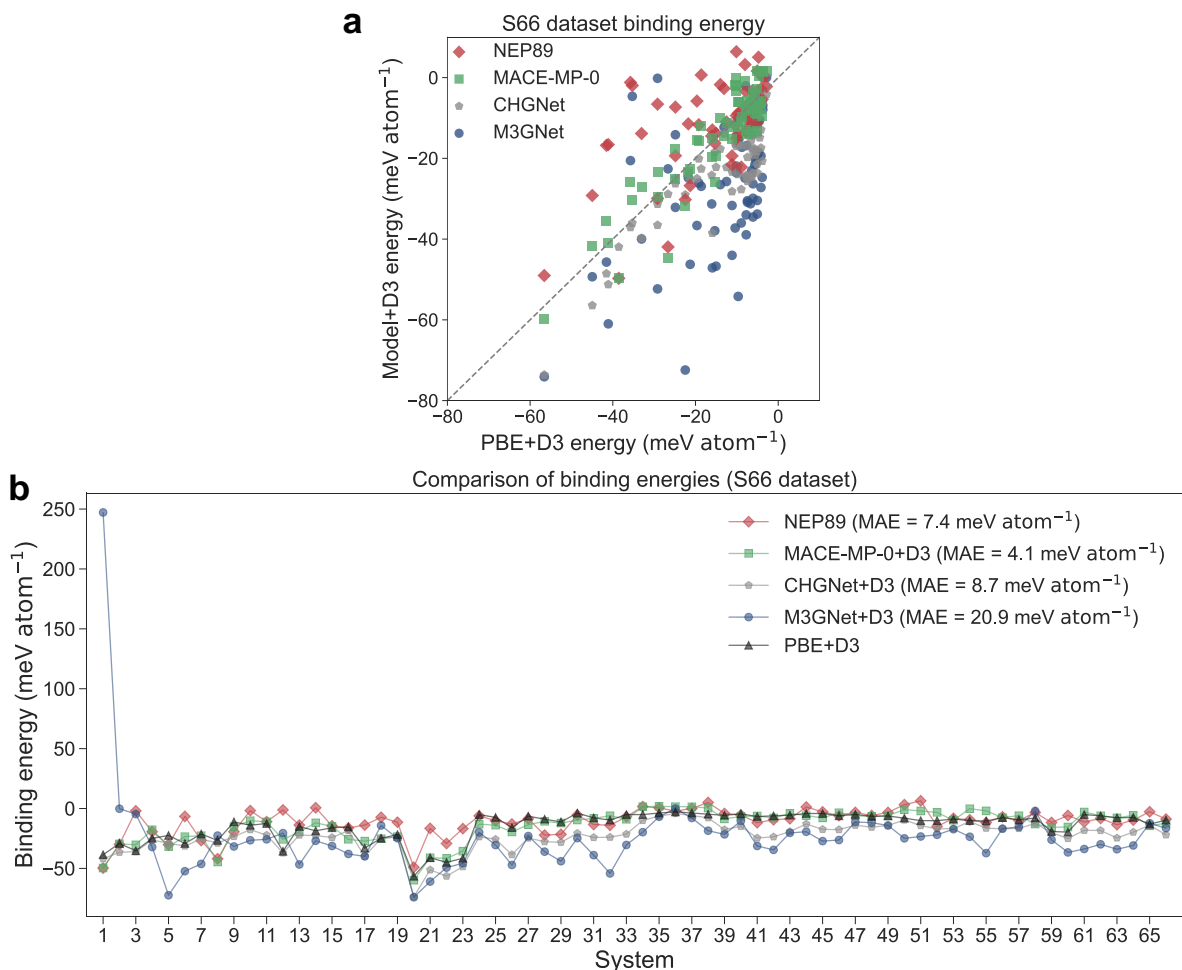 a
S66 dataset binding energy
NEP89
MACE-MP-0
CHGNet
M3GNet
Model+D3 energy (meV atom⁻¹)
0
−20
−40
−60
−80
−80 −60 −40 −20 0
PBE+D3 energy (meV atom⁻¹)
b
Comparison of binding energies (S66 dataset)
Binding energy (meV atom⁻¹)
250
200
150
100
50
0
−50
NEP89 (MAE = 7.4 meV atom⁻¹)
MACE-MP-0+D3 (MAE = 4.1 meV atom⁻¹)
CHGNet+D3 (MAE = 8.7 meV atom⁻¹)
M3GNet+D3 (MAE = 20.9 meV atom⁻¹)
PBE+D3
1 3 5 7 9 11 13 15 17 19 21 23 25 27 29 31 33 35 37 39 41 43 45 47 49 51 53 55 57 59 61 63 65
System